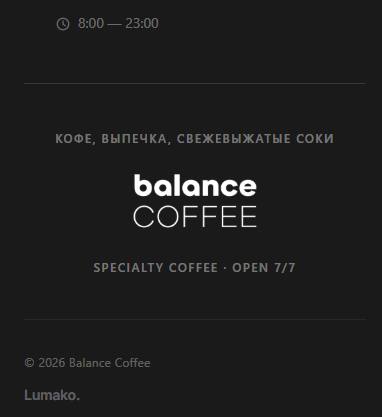 8:00 — 23:00
КОФЕ, ВЫПЕЧКА, СВЕЖЕВЫЖАТЫЕ СОКИ
balance
COFFEE
SPECIALTY COFFEE · OPEN 7/7
© 2026 Balance Coffee
Lumako.